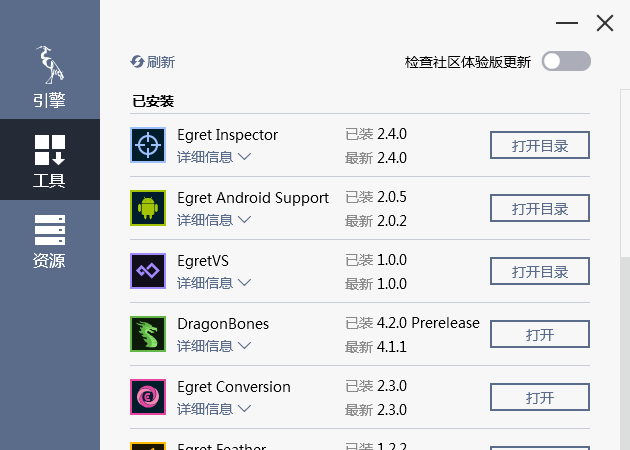 刷新
检查社区体验版更新
引擎
工具
资源
已安装
Egret Inspector
详细信息
已装 2.4.0
最新 2.4.0
打开目录
Egret Android Support
详细信息
已装 2.0.5
最新 2.0.2
打开目录
EgretVS
详细信息
已装 1.0.0
最新 1.0.0
打开目录
DragonBones
详细信息
已装 4.2.0 Prerelease
最新 4.1.1
打开
Egret Conversion
详细信息
已装 2.3.0
最新 2.3.0
打开
Egret Feather
已装 1.2.2